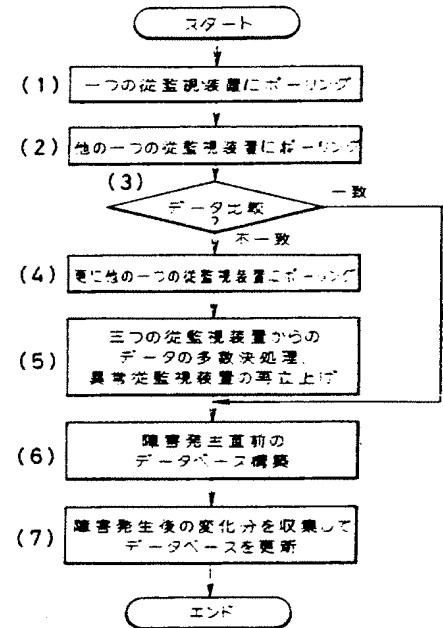 スタート
(1)
一つの従監視装置にポーリング
(2)
他の一つの従監視装置にポーリング
(3)
一致
データ比較
?
不一致
(4)
更に他の一つの従監視装置にポーリング
三つの従監視装置からの
(5)
データの多数決処理,
異常従監視装置の再立上げ
障害発生直前の
(6)
データベース構築
(7)
障害発生後の変化分を収集して
データベースを更新
エンド